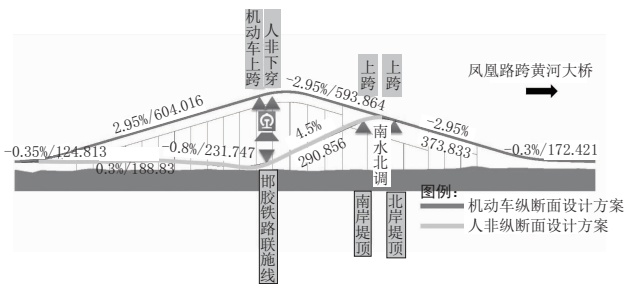 机动车上跨
人非下穿
上跨
上跨
凤凰路跨黄河大桥
2.95%/604.016
-2.95%/593.864
-2.95%
4.5%
290.856
373.833
-0.35%/124.813
-0.8%/231.747
0.3%/188.83
-0.3%/172.421
南水北调
邯胶铁路联施线
南岸堤顶
北岸堤顶
图例：
机动车纵断面设计方案
人非纵断面设计方案